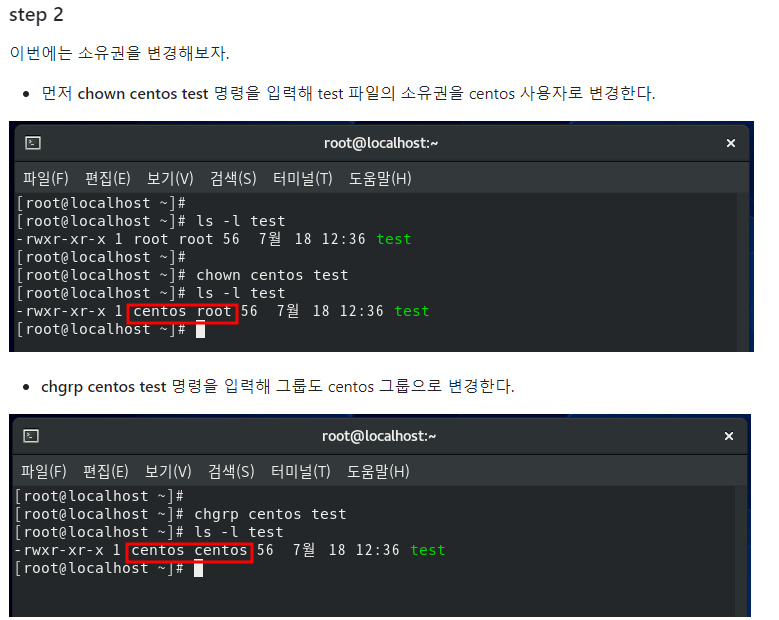 step 2
이번에는 소유권을 변경해보자.
• 먼저 chown centos test 명령을 입력해 test 파일의 소유권을 centos 사용자로 변경한다.
root@localhost:~ ×
파일(F) 편집(E) 보기(V) 검색(S) 터미널(T) 도움말(H)
[root@localhost ~]#
[root@localhost ~]# ls -l test
-rwxr-xr-x 1 root root 56  7월 18 12:36 test
[root@localhost ~]#
[root@localhost ~]# chown centos test
[root@localhost ~]# ls -l test
-rwxr-xr-x 1 centos root 56  7월 18 12:36 test
[root@localhost ~]#
• chgrp centos test 명령을 입력해 그룹도 centos 그룹으로 변경한다.
root@localhost:~ ×
파일(F) 편집(E) 보기(V) 검색(S) 터미널(T) 도움말(H)
[root@localhost ~]#
[root@localhost ~]# chgrp centos test
[root@localhost ~]# ls -l test
-rwxr-xr-x 1 centos centos 56  7월 18 12:36 test
[root@localhost ~]#